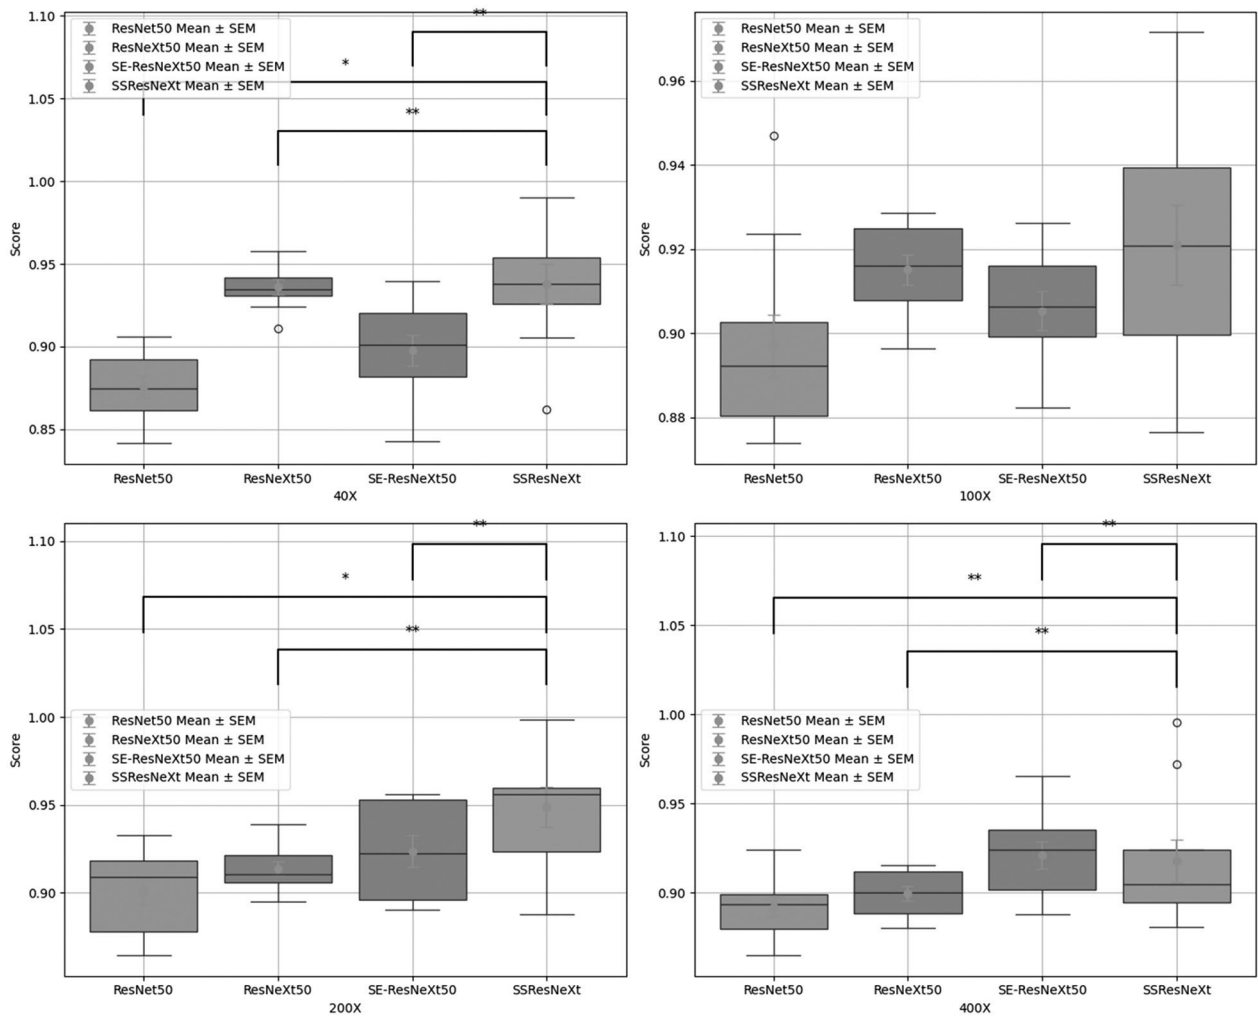 1.10
1.05
1.00
0.95
0.90
0.85
Score
ResNet50 Mean ± SEM
ResNeXt50 Mean ± SEM
SE-ResNeXt50 Mean ± SEM
SSResNeXt Mean ± SEM
**
*
**
ResNet50 ResNeXt50 SE-ResNeXt50 SSResNeXt
40X
0.96
0.94
0.92
0.90
0.88
Score
ResNet50 Mean ± SEM
ResNeXt50 Mean ± SEM
SE-ResNeXt50 Mean ± SEM
SSResNeXt Mean ± SEM
ResNet50 ResNeXt50 SE-ResNeXt50 SSResNeXt
100X
1.10
1.05
1.00
0.95
0.90
Score
**
*
**
ResNet50 Mean ± SEM
ResNeXt50 Mean ± SEM
SE-ResNeXt50 Mean ± SEM
SSResNeXt Mean ± SEM
ResNet50 ResNeXt50 SE-ResNeXt50 SSResNeXt
200X
1.10
1.05
1.00
0.95
0.90
Score
**
**
**
ResNet50 Mean ± SEM
ResNeXt50 Mean ± SEM
SE-ResNeXt50 Mean ± SEM
SSResNeXt Mean ± SEM
ResNet50 ResNeXt50 SE-ResNeXt50 SSResNeXt
400X